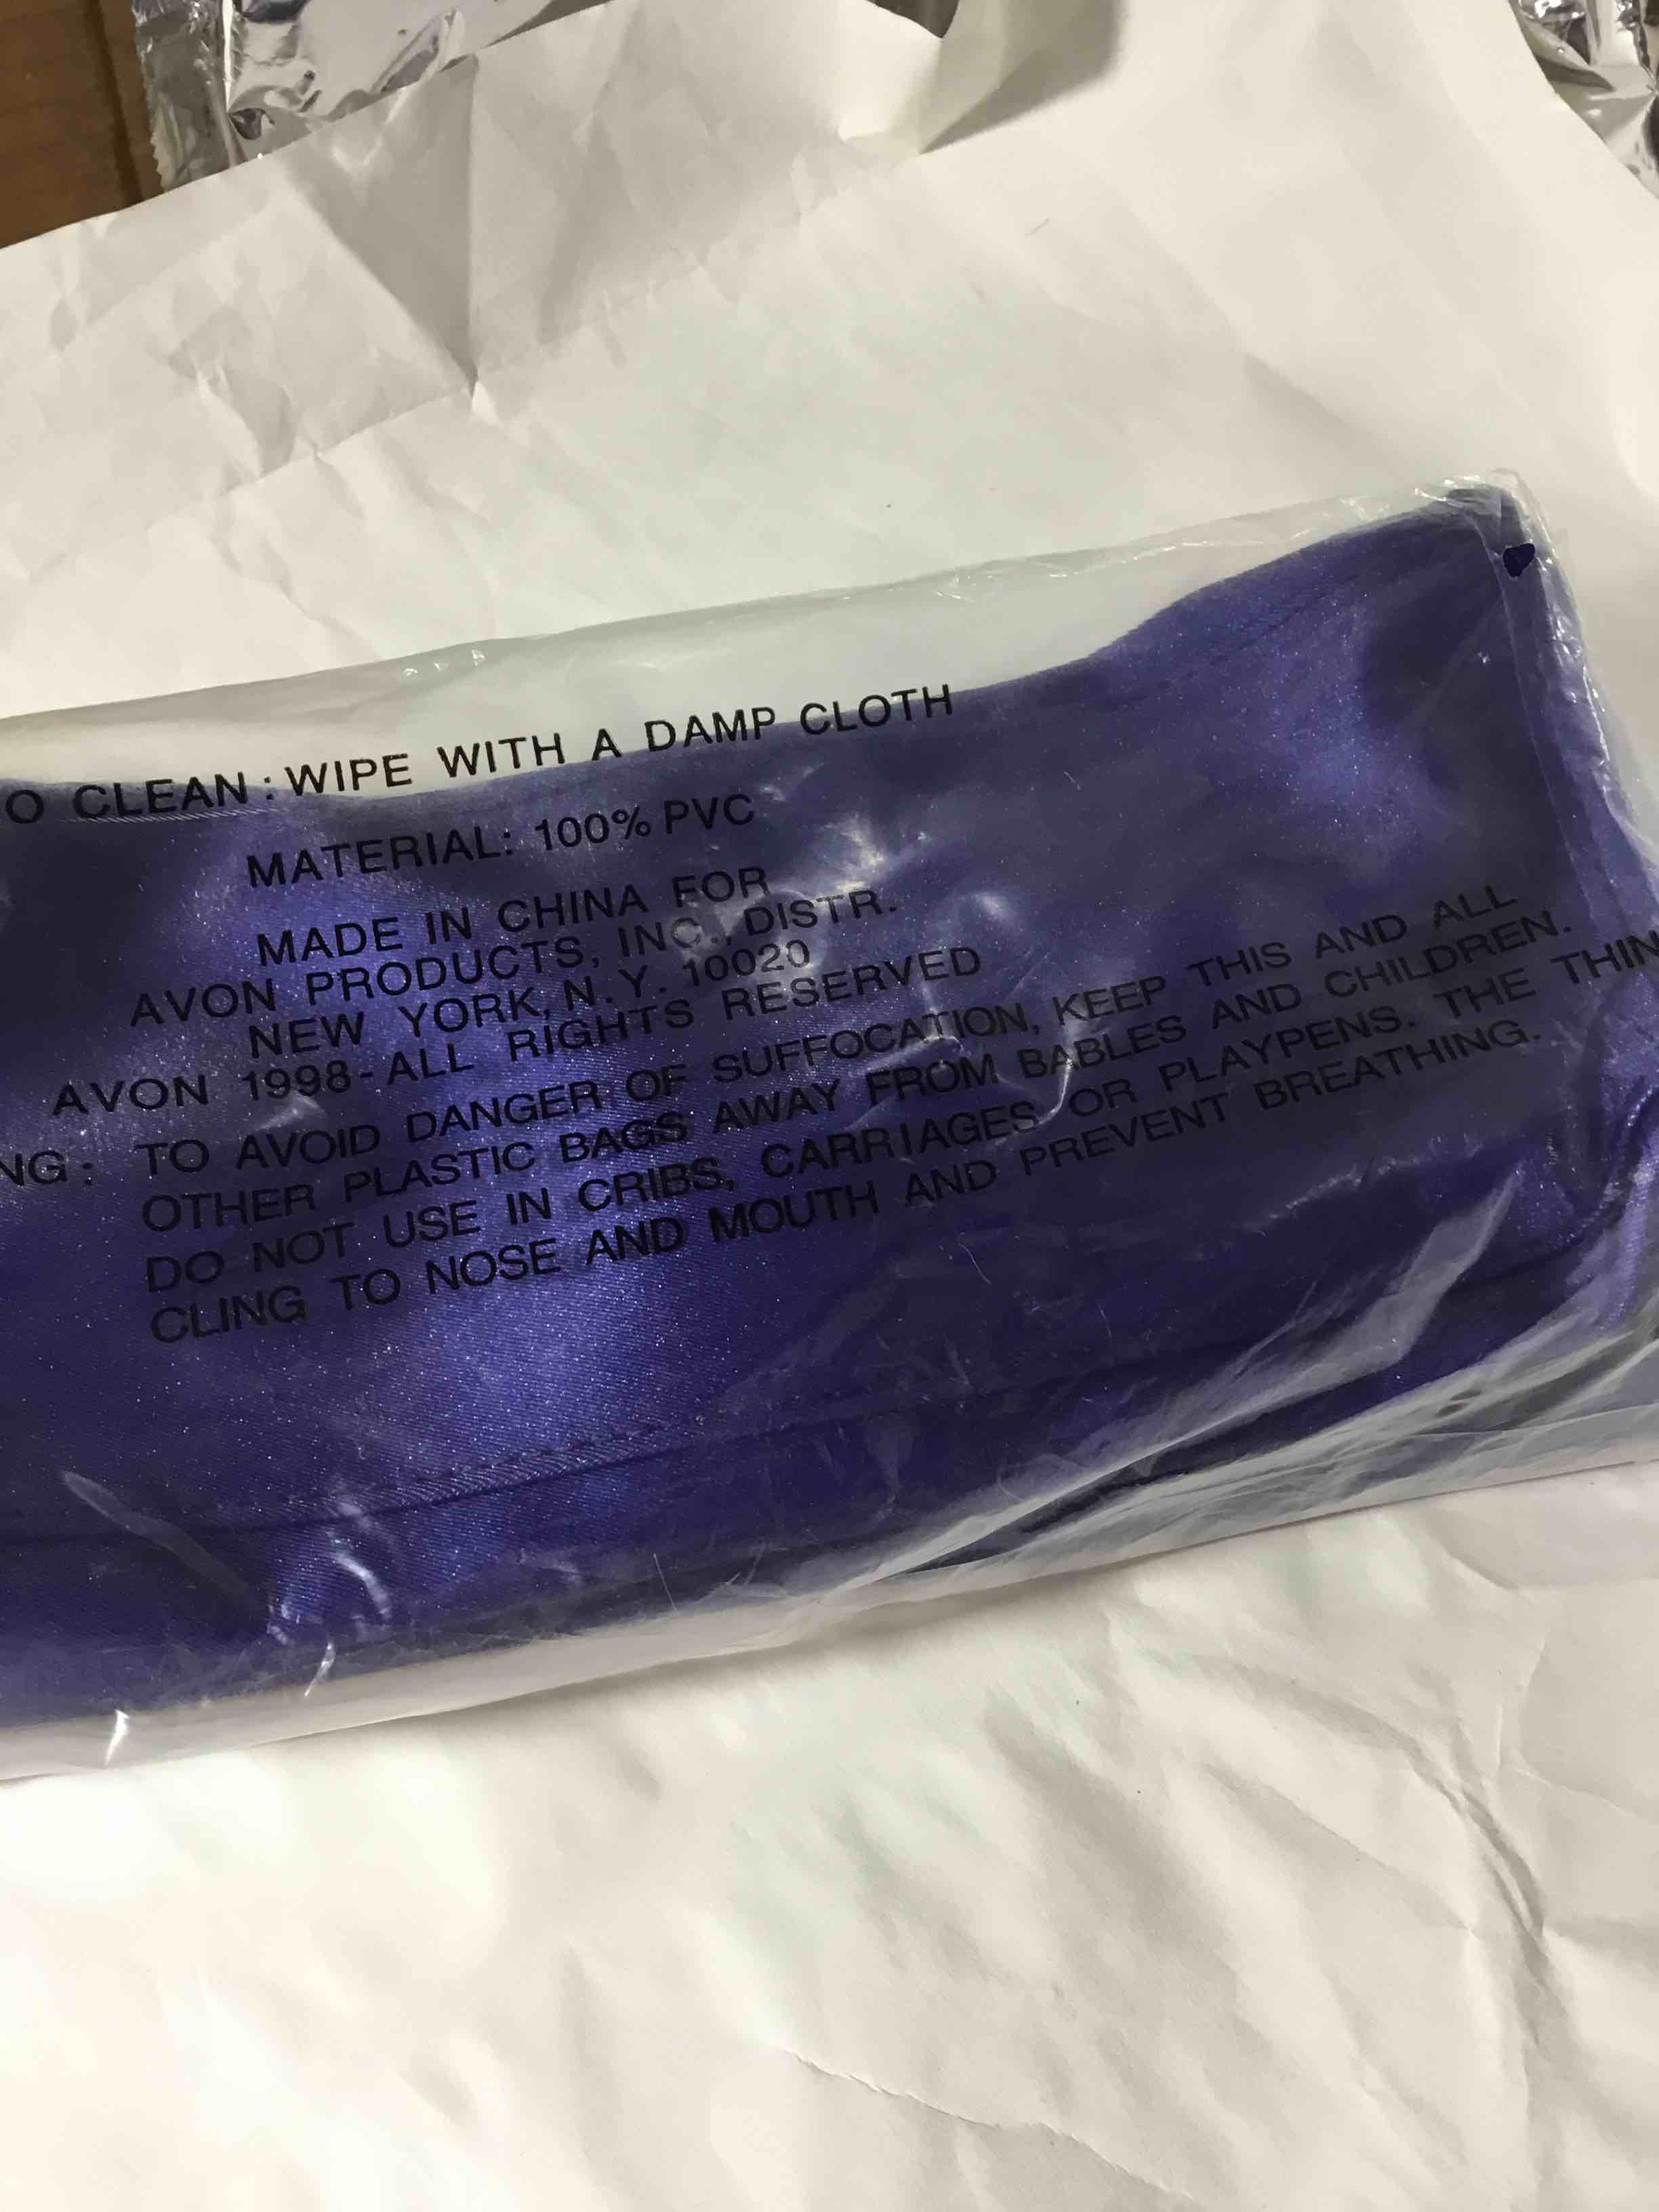 O CLEAN: WIPE WITH A DAMP CLOTH
MATERIAL: 100% PVC
MADE IN CHINA FOR
AVON PRODUCTS, INC., DISTR.
NEW YORK, N.Y. 10020
AVON 1998-ALL RIGHTS RESERVED
NG: TO AVOID DANGER OF SUFFOCATION, KEEP THIS AND ALL
OTHER PLASTIC BAGS AWAY FROM BABLES AND CHILDREN.
DO NOT USE IN CRIBS, CARRIAGES OR PLAYPENS. THE THIN
CLING TO NOSE AND MOUTH AND PREVENT BREATHING.